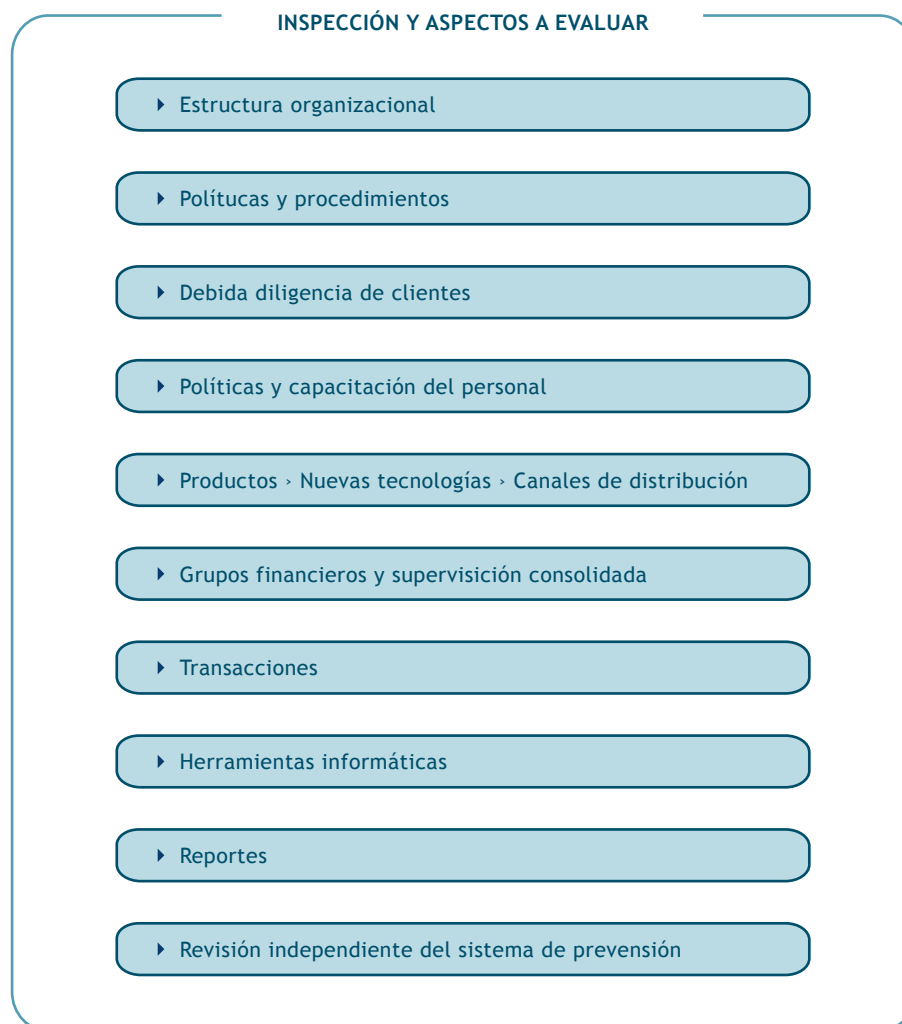 INSPECCIÓN Y ASPECTOS A EVALUAR
Estructura organizacional
Polítucas y procedimientos
Debida diligencia de clientes
Políticas y capacitación del personal
Productos › Nuevas tecnologías › Canales de distribución
Grupos financieros y supervisición consolidada
Transacciones
Herramientas informáticas
Reportes
Revisión independiente del sistema de prevensión